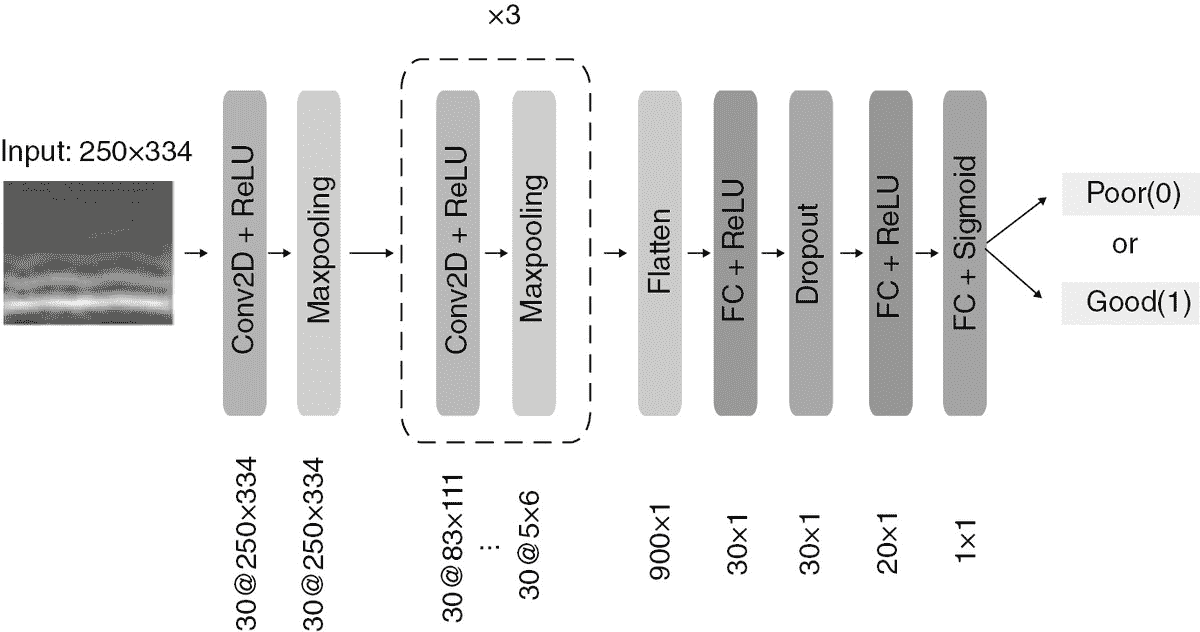 ×3
Input: 250×334
Conv2D + ReLU
Maxpooling
Conv2D + ReLU
Maxpooling
Flatten
FC + ReLU
Dropout
FC + ReLU
FC + Sigmoid
Poor(0)
or
Good(1)
30@250×334
30@250×334
30@83×111
...
30@5×6
900×1
30×1
30×1
20×1
1×1